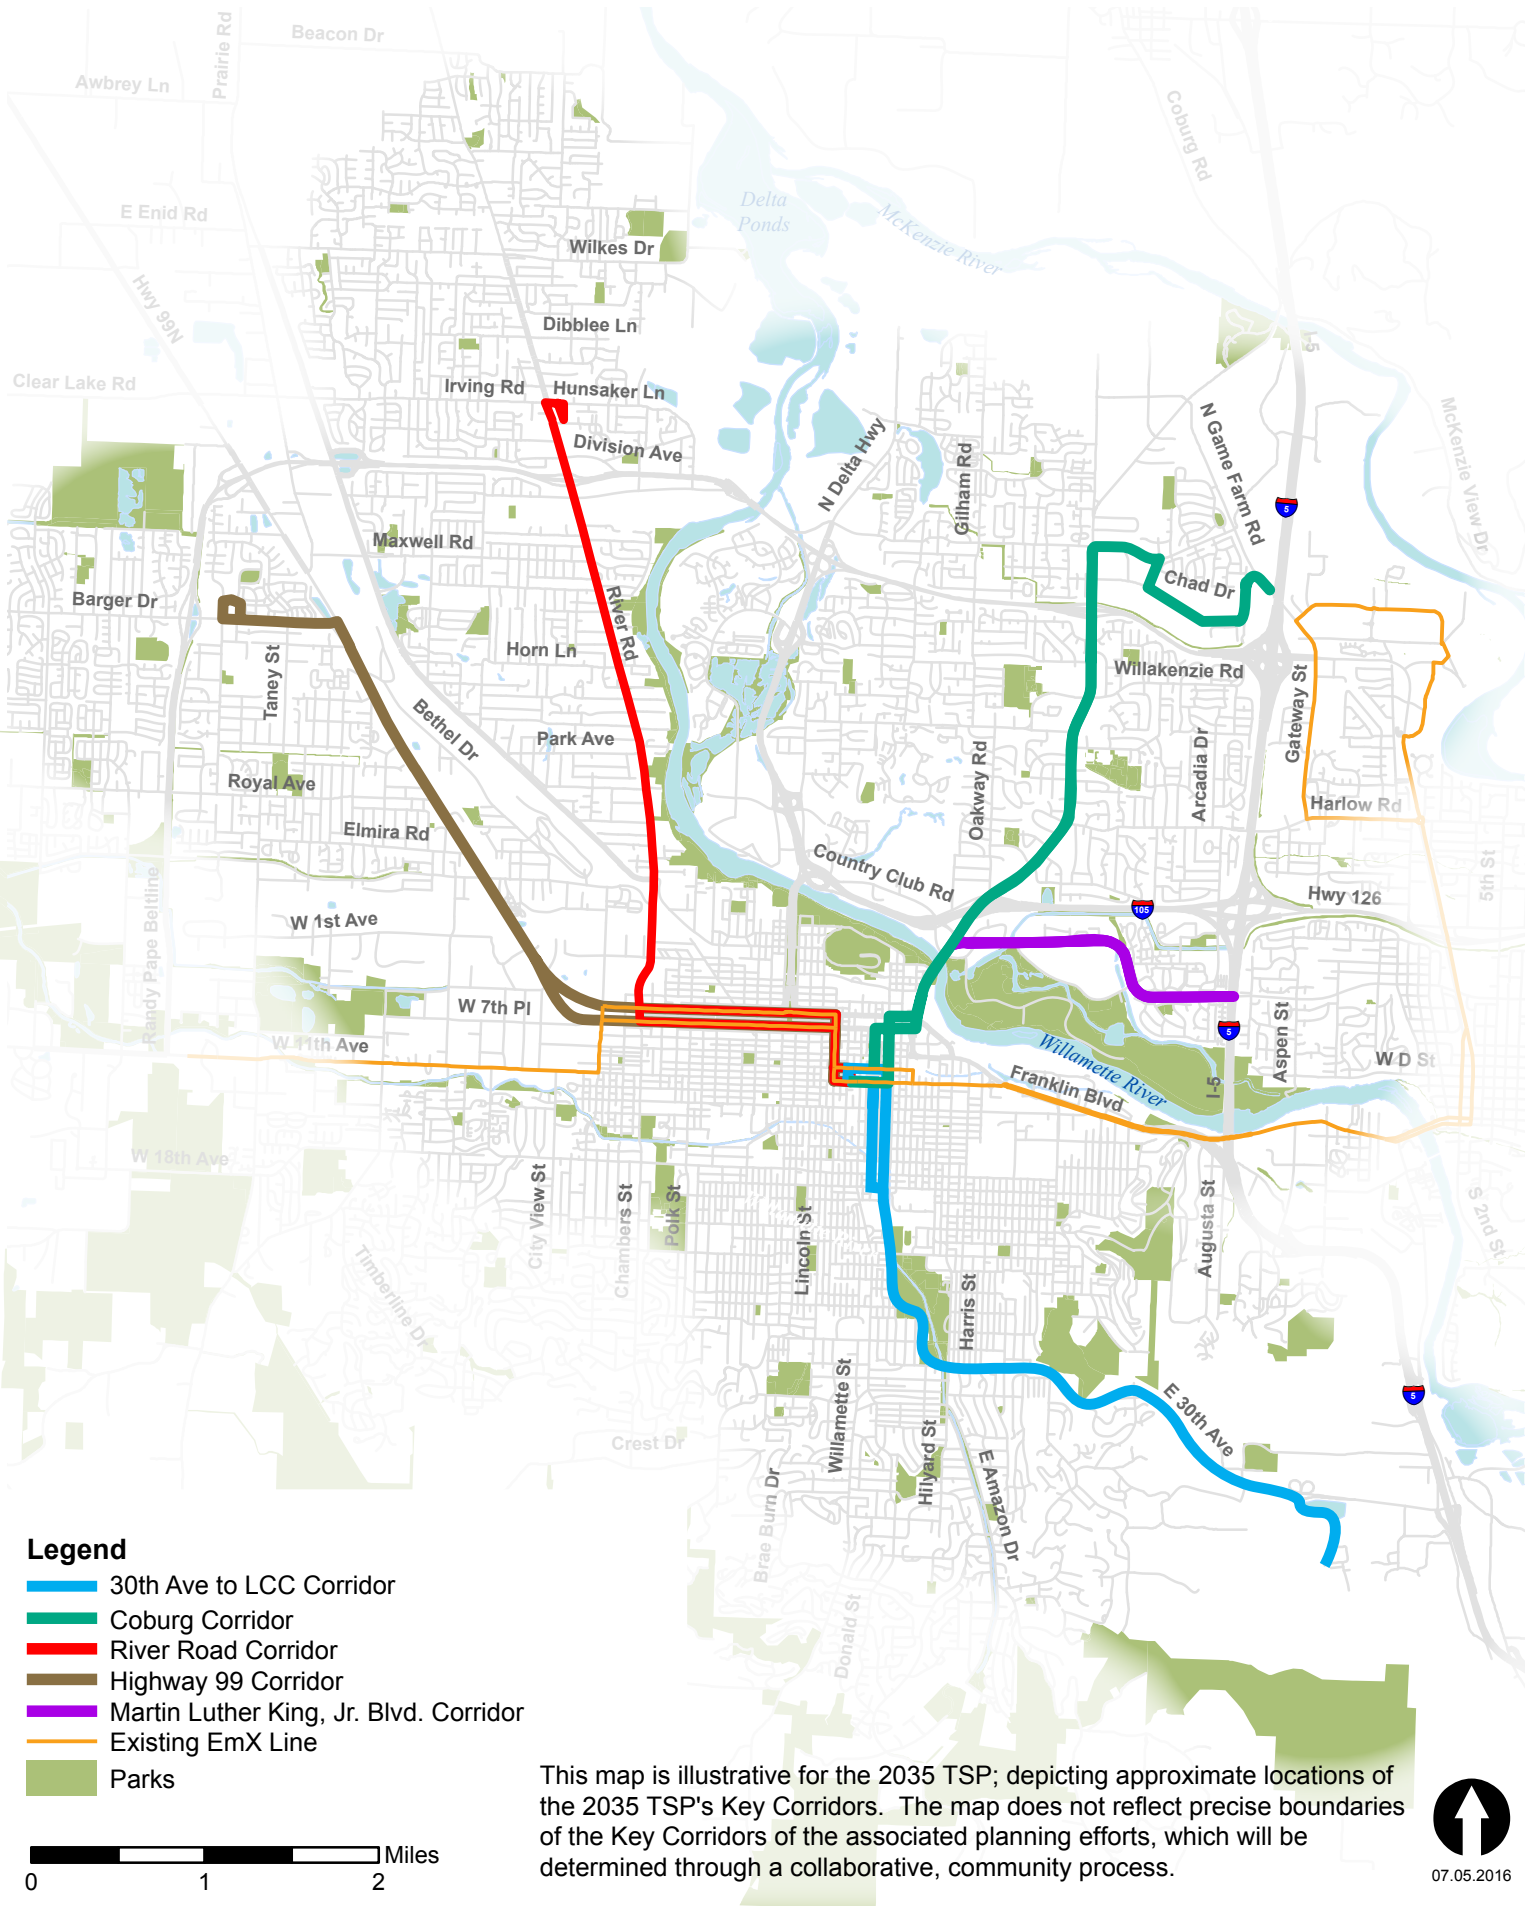 Beacon Dr
Prairie Rd
Awbrey Ln
Coburg Rd
E Enid Rd
Delta
Ponds
McKenzie River
Wilkes Dr
Hwy 99N
Dibblee Ln
I-5
Clear Lake Rd
Irving Rd
Hunsaker Ln
McKenzie View Dr
N Game Farm Rd
Division Ave
N Delta Hwy
Gilham Rd
5
Maxwell Rd
Chad Dr
Barger Dr
River Rd
Horn Ln
Willakenzie Rd
Taney St
Gateway St
Bethel Dr
Park Ave
Oakway Rd
Arcadia Dr
Royal Ave
Harlow Rd
Elmira Rd
Country Club Rd
5th St
Hwy 126
105
W 1st Ave
Randy Pape Beltline
W 7th Pl
W 11th Ave
5
Aspen St
Willamette River
W D St
Franklin Blvd
I-5
W 18th Ave
City View St
Chambers St
Polk St
Lincoln St
Augusta St
S 2nd St
Timberline Dr
Harris St
Willamette St
E 30th Ave
5
Crest Dr
Hilyard St
Brae Burn Dr
E Amazon Dr
Donald St
Legend
30th Ave to LCC Corridor
Coburg Corridor
River Road Corridor
Highway 99 Corridor
Martin Luther King, Jr. Blvd. Corridor
Existing EmX Line
Parks
Miles
0 1 2
This map is illustrative for the 2035 TSP; depicting approximate locations of
the 2035 TSP's Key Corridors. The map does not reflect precise boundaries
of the Key Corridors of the associated planning efforts, which will be
determined through a collaborative, community process.
07.05.2016